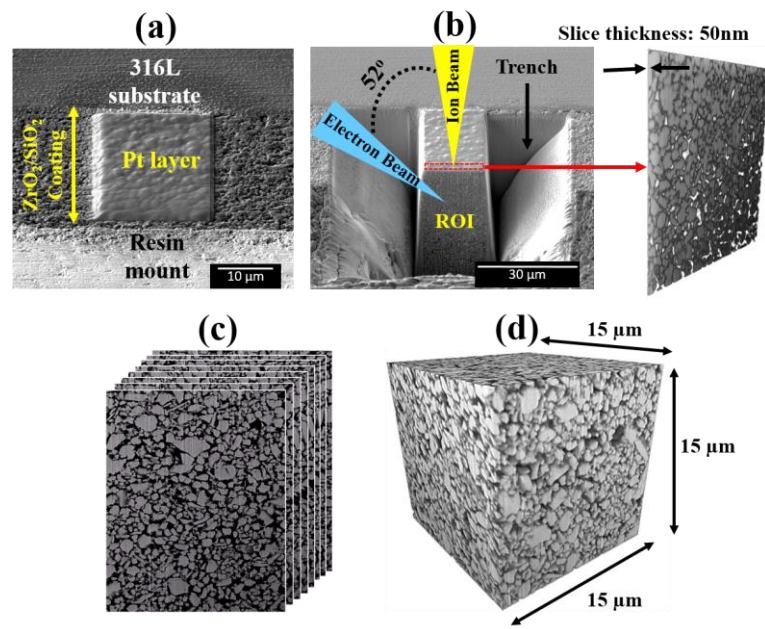 (a)
316L
substrate
ZrO₂/SiO₂
Coating
Pt layer
Resin
mount
10 μm
(b)
52⁰
Ion Beam
Electron Beam
Trench
ROI
30 μm
Slice thickness: 50nm
(c)
(d)
15 μm
15 μm
15 μm